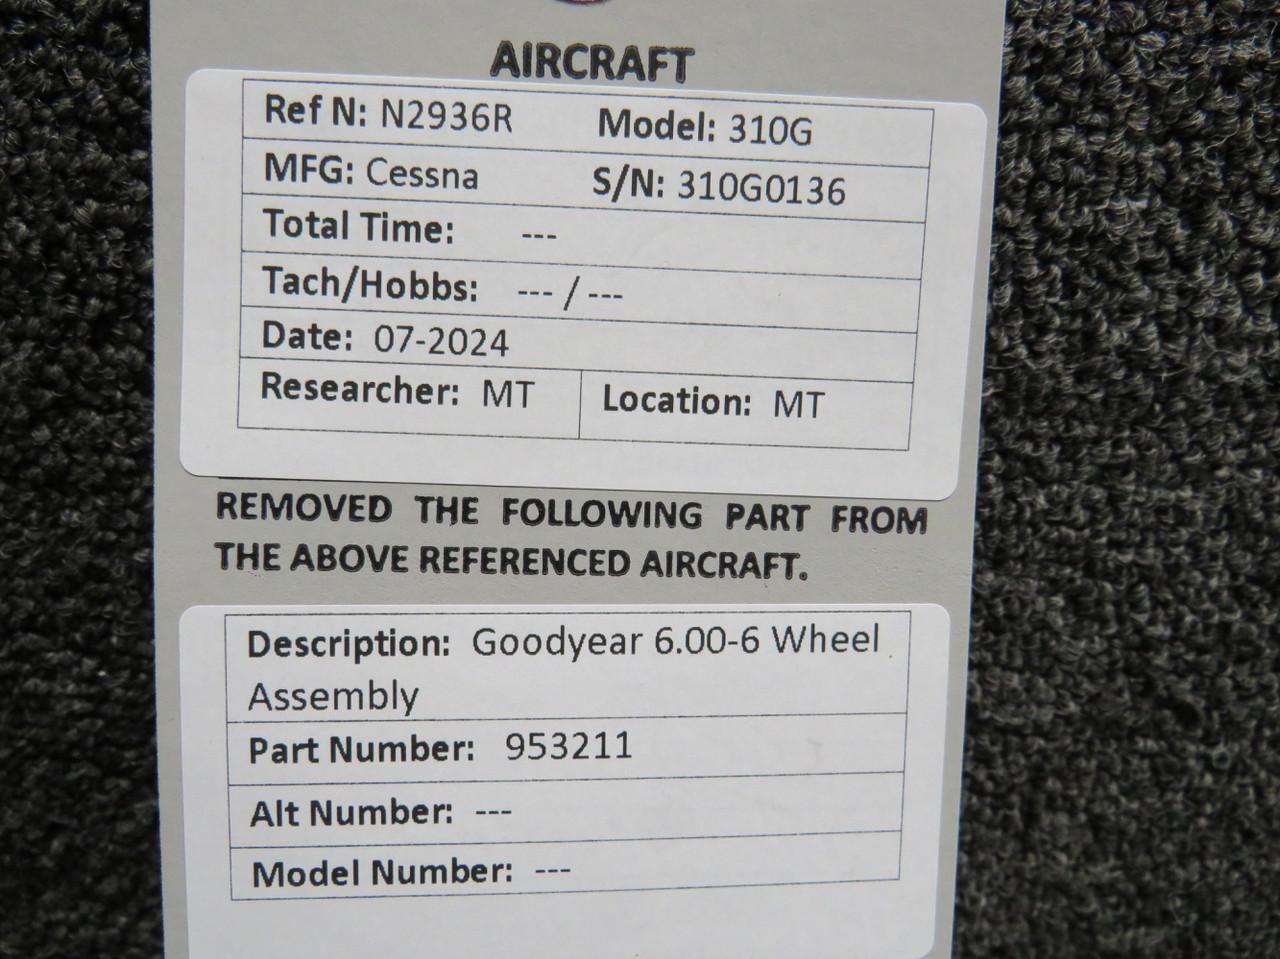 AIRCRAFT
Ref N: N2936R Model: 310G
MFG: Cessna S/N: 310G0136
Total Time: ---
Tach/Hobbs: --- / ---
Date: 07-2024
Researcher: MT Location: MT
REMOVED THE FOLLOWING PART FROM
THE ABOVE REFERENCED AIRCRAFT.
Description: Goodyear 6.00-6 Wheel
Assembly
Part Number: 953211
Alt Number: ---
Model Number: ---